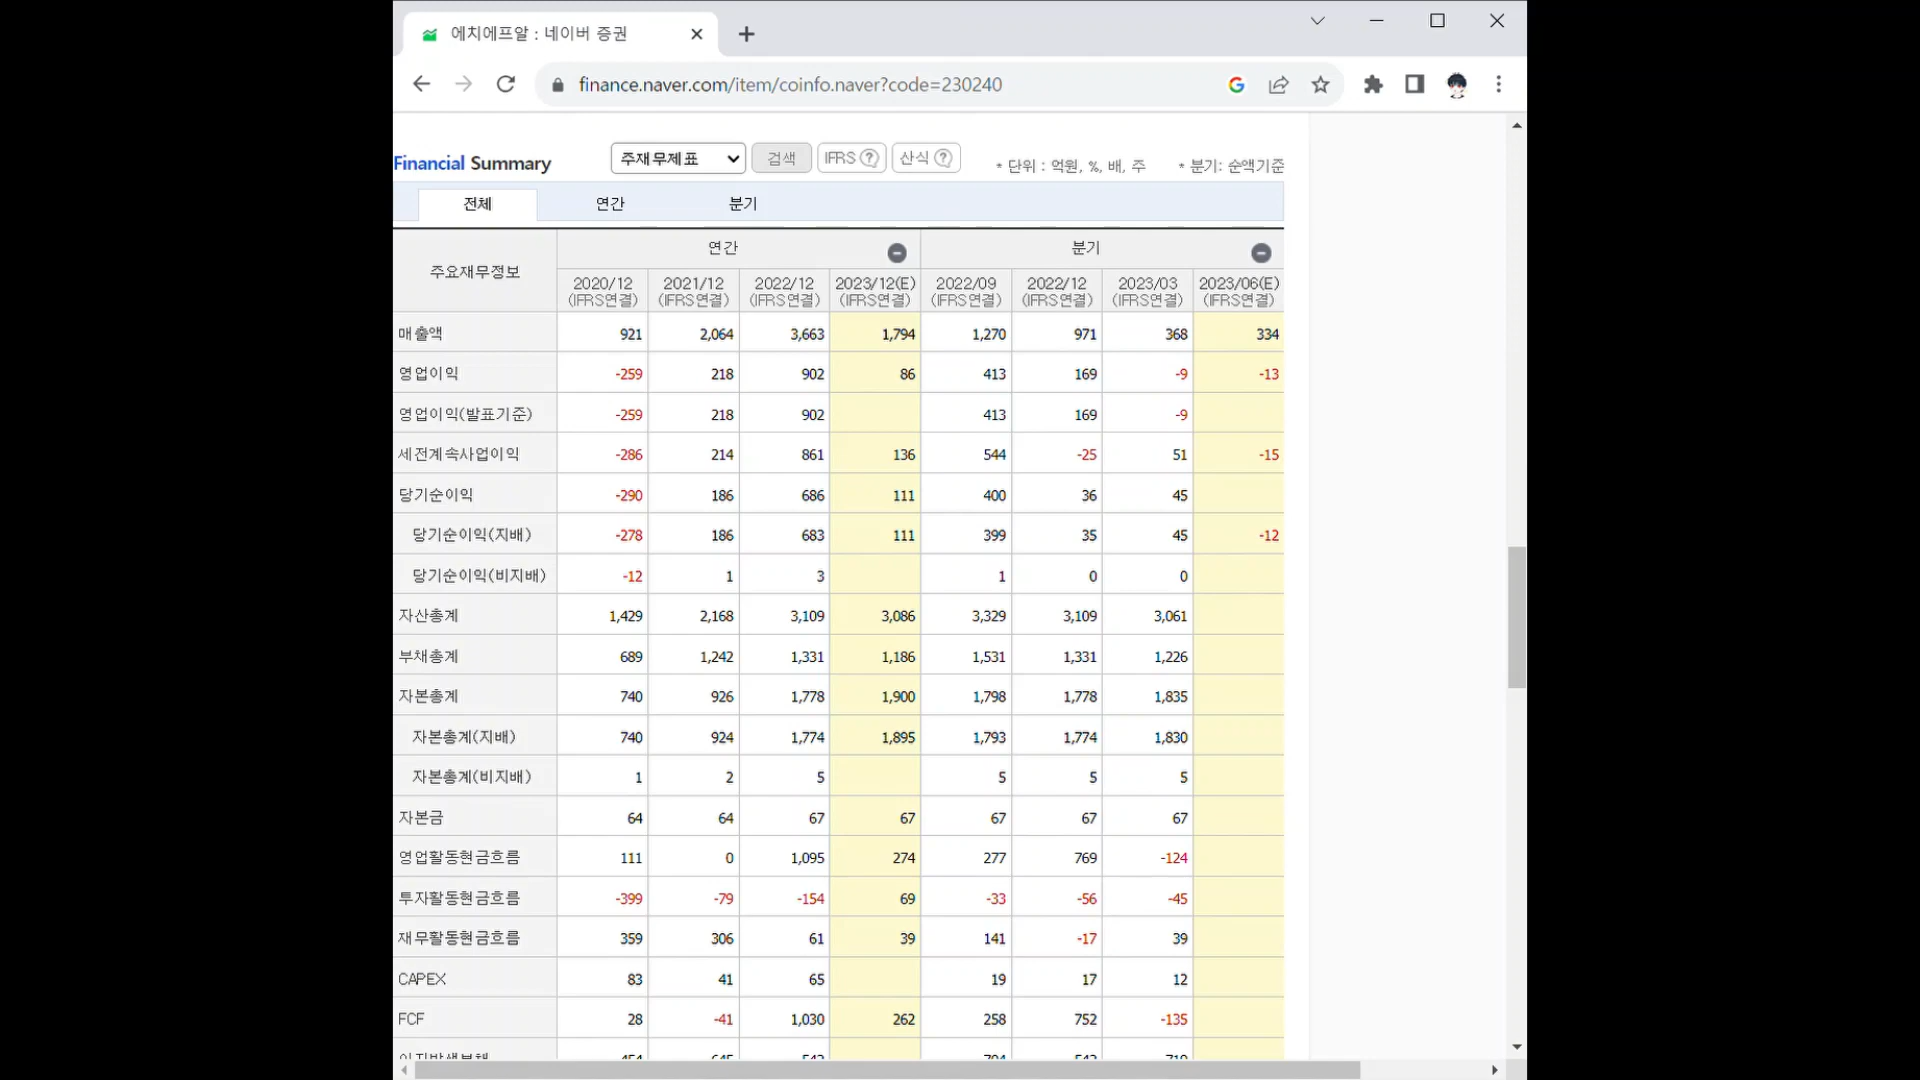 에치에프알 : 네이버 증권
finance.naver.com/item/coinfo.naver?code=230240
Financial Summary 주재무제표 검색 IFRS ? 산식 ? * 단위 : 억원, %, 배, 주 * 분기: 순액기준
전체 연간 분기
주요재무정보 연간 분기
2020/12 2021/12 2022/12 2023/12(E) 2022/09 2022/12 2023/03 2023/06(E)
(IFRS연결) (IFRS연결) (IFRS연결) (IFRS연결) (IFRS연결) (IFRS연결) (IFRS연결) (IFRS연결)
매출액 921 2,064 3,663 1,794 1,270 971 368 334
영업이익 -259 218 902 86 413 169 -9 -13
영업이익(발표기준) -259 218 902 413 169 -9
세전계속사업이익 -286 214 861 136 544 -25 51 -15
당기순이익 -290 186 686 111 400 36 45
당기순이익(지배) -278 186 683 111 399 35 45 -12
당기순이익(비지배) -12 1 3 1 0 0
자산총계 1,429 2,168 3,109 3,086 3,329 3,109 3,061
부채총계 689 1,242 1,331 1,186 1,531 1,331 1,226
자본총계 740 926 1,778 1,900 1,798 1,778 1,835
자본총계(지배) 740 924 1,774 1,895 1,793 1,774 1,830
자본총계(비지배) 1 2 5 5 5 5
자본금 64 64 67 67 67 67 67
영업활동현금흐름 111 0 1,095 274 277 769 -124
투자활동현금흐름 -399 -79 -154 69 -33 -56 -45
재무활동현금흐름 359 306 61 39 141 -17 39
CAPEX 83 41 65 19 17 12
FCF 28 -41 1,030 262 258 752 -135